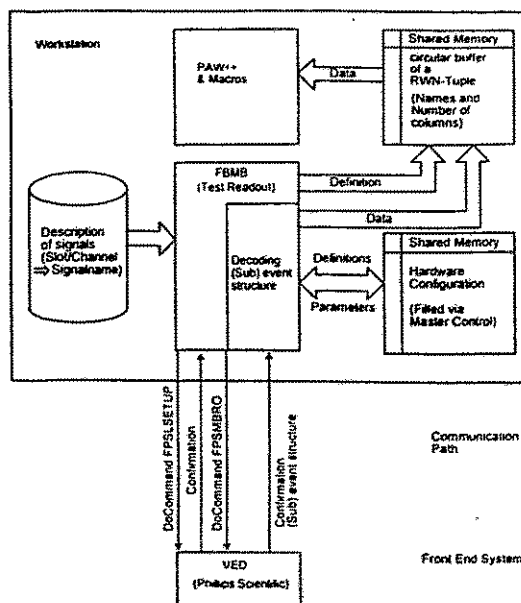 Workstation
PAW++
& Macros
Data
Shared Memory
circular buffer
of a
RWN-Tuple
(Names and
Number of
columns)
FBMB
(Test Readout)
Definition
Data
Description
of signals
(Slot/Channel
⇒ Signalname)
Decoding
(Sub) event
structure
Definitions
Parameters
Shared Memory
Hardware
Configuration
(Filled via
Master Control)
DoCommand FPSLSETUP
Confirmation
DoCommand FPSMBRO
Confirmation
(Sub) event structure
Communication
Path
VED
(Phillips Scientific)
Front End System